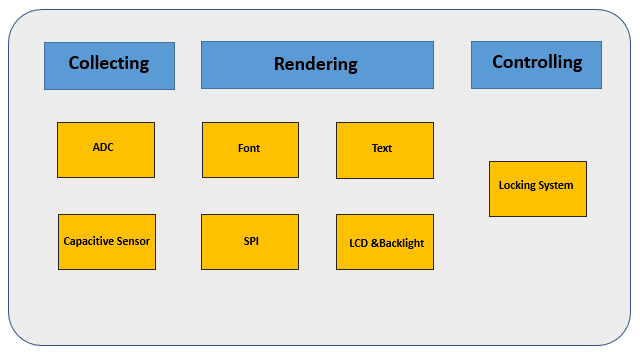 Collecting
Rendering
Controlling
ADC
Font
Text
Locking System
Capacitive Sensor
SPI
LCD &Backlight